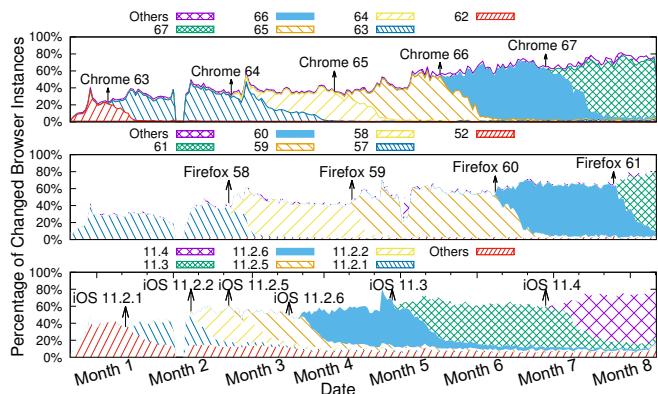 Percentage of Changed Browser Instances
Others 66 64 62
67 65 63
100%
80%
60%
40%
20%
0%
Chrome 63
Chrome 64
Chrome 65
Chrome 66
Chrome 67
Others 60 58 52
61 59 57
100%
80%
60%
40%
20%
0%
Firefox 58
Firefox 59
Firefox 60
Firefox 61
11.4 11.2.6 11.2.2 Others
11.3 11.2.5 11.2.1
100%
80%
60%
40%
20%
0%
iOS 11.2.1
iOS 11.2.2
iOS 11.2.5
iOS 11.2.6
iOS 11.3
iOS 11.4
Month 1 Month 2 Month 3 Month 4 Month 5 Month 6 Month 7 Month 8
Date